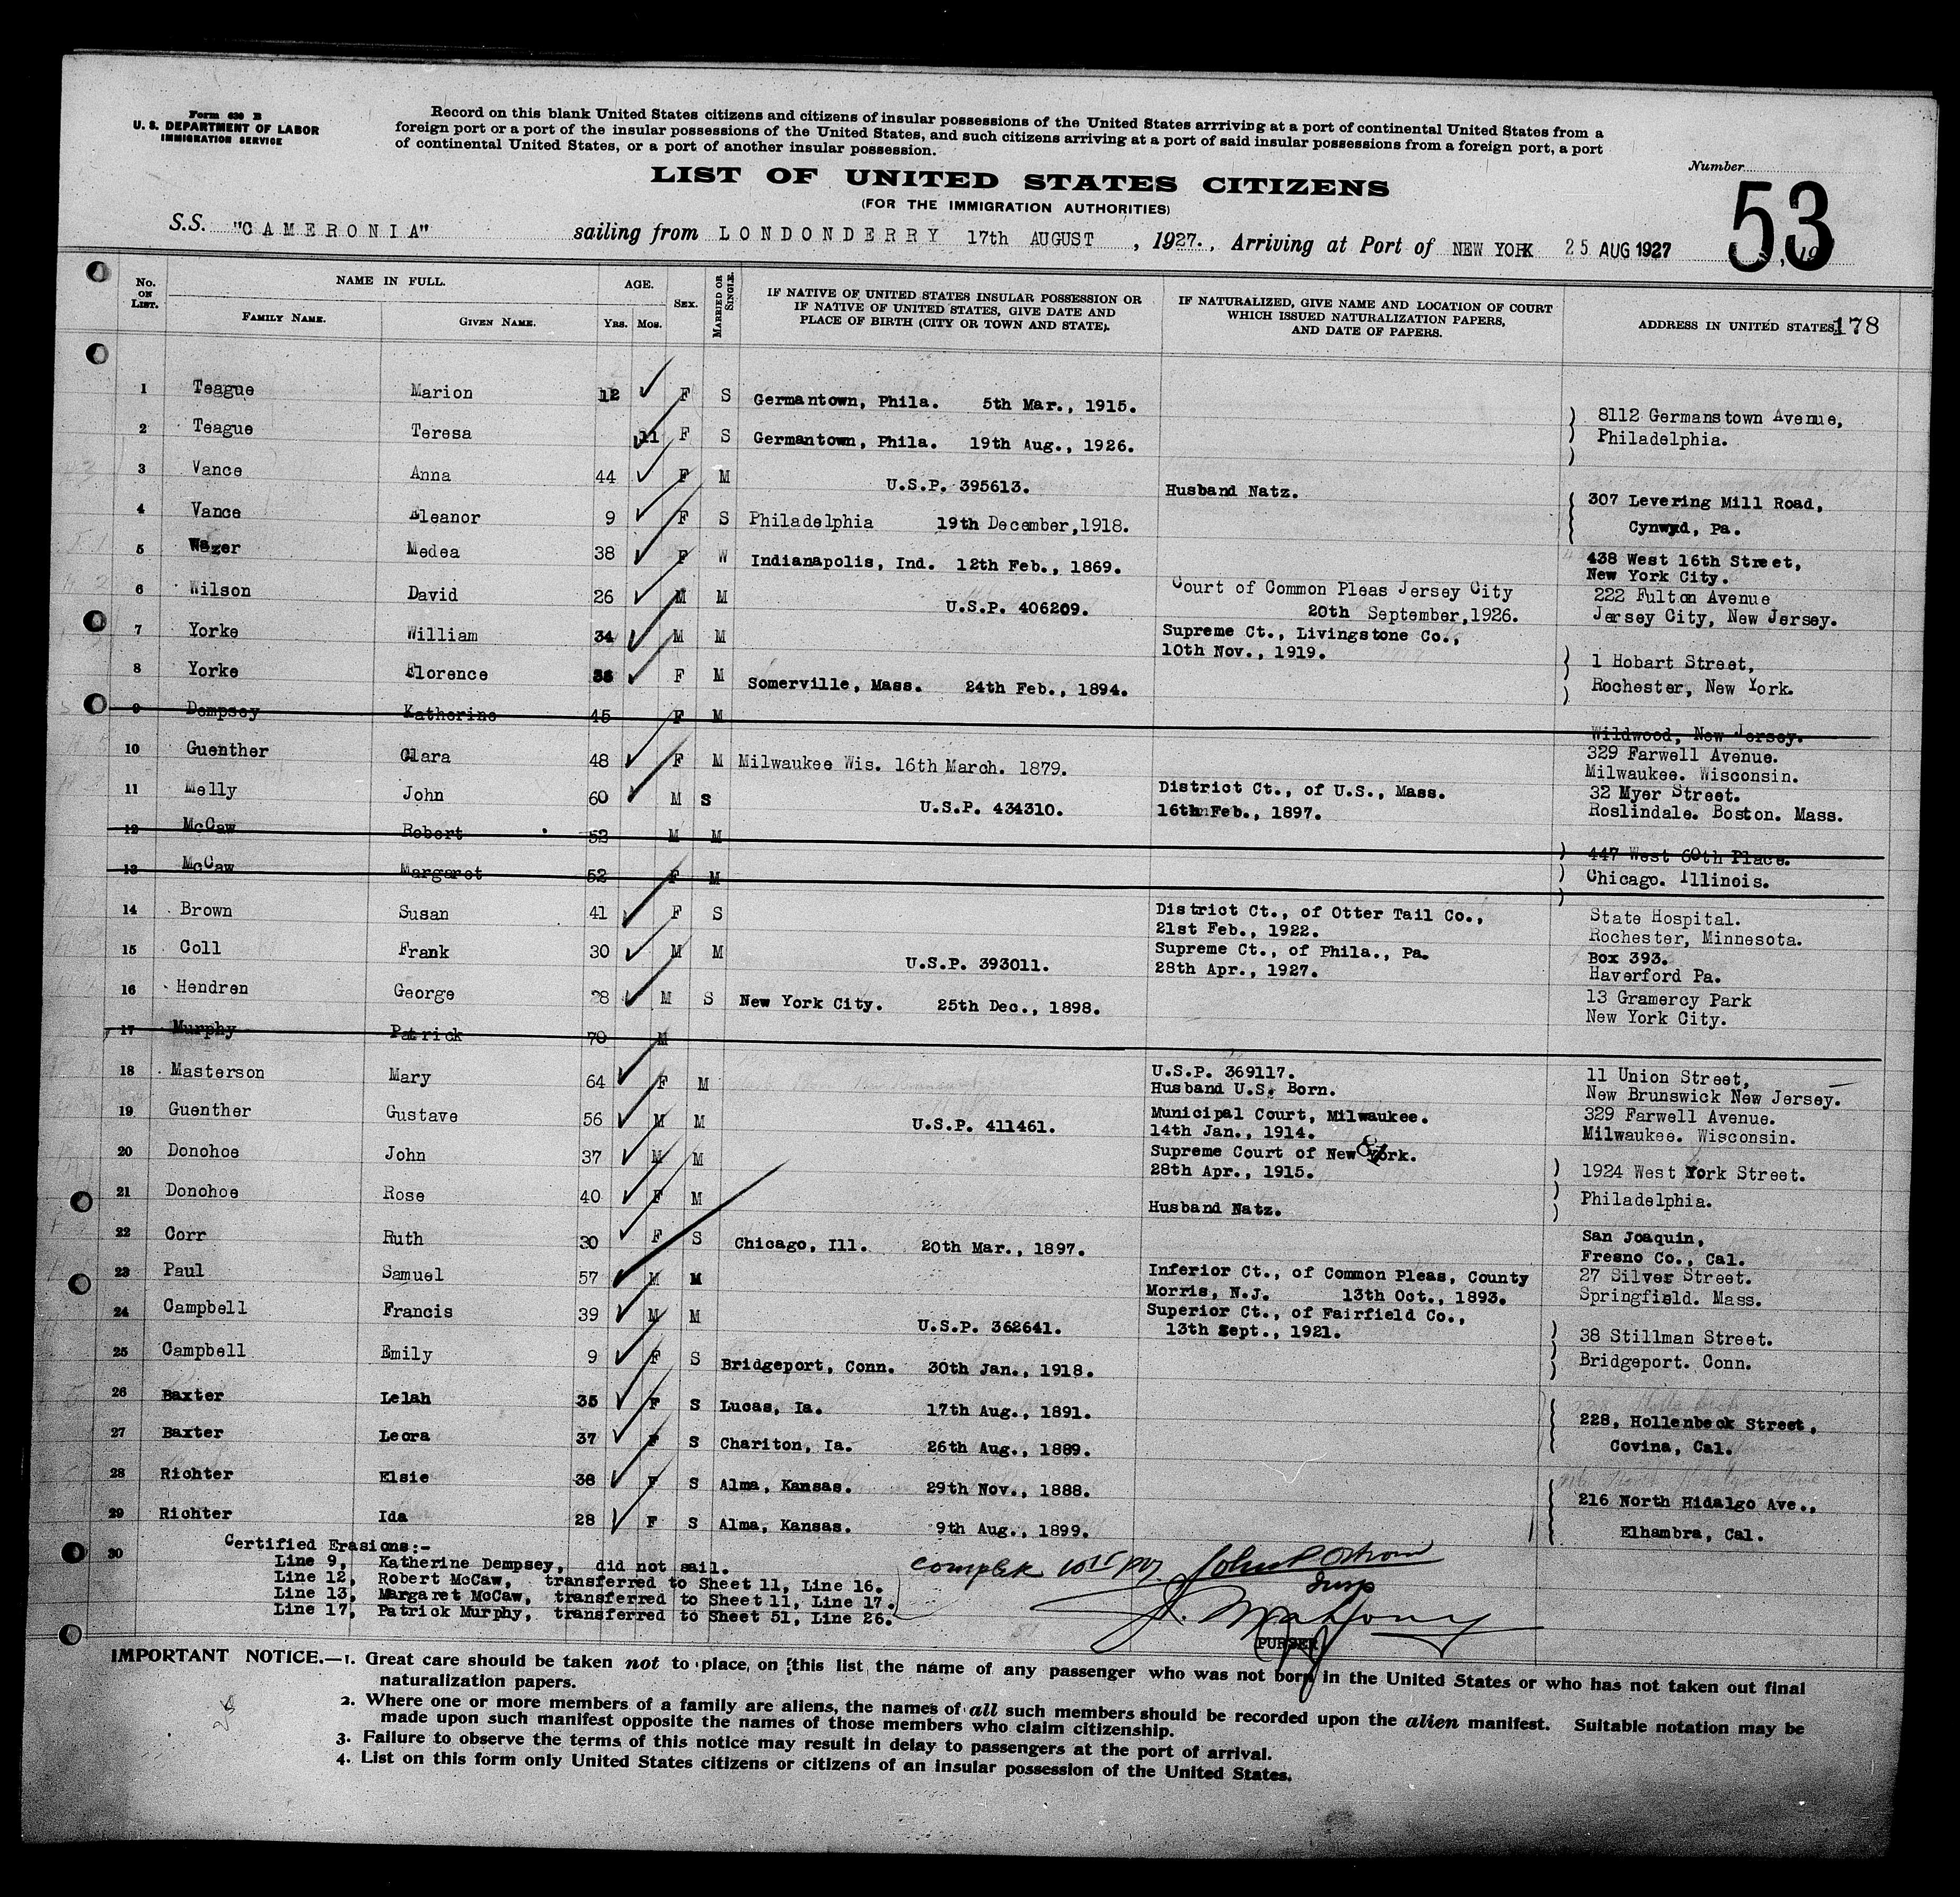 Form 630 B
U. S. DEPARTMENT OF LABOR
IMMIGRATION SERVICE
Record on this blank United States citizens and citizens of insular possessions of the United States arrriving at a port of continental United States from a
foreign port or a port of the insular possessions of the United States, and such citizens arriving at a port of said insular possessions from a foreign port, a port
of continental United States, or a port of another insular possession.
Number
53
LIST OF UNITED STATES CITIZENS
(FOR THE IMMIGRATION AUTHORITIES)
S.S. "CAMERONIA" sailing from LONDONDERRY 17th AUGUST , 1927., Arriving at Port of NEW YORK 25 AUG 1927 , 19
No. ON LIST. NAME IN FULL. FAMILY NAME. GIVEN NAME. AGE. YRS. MOS. SEX. MARRIED OR SINGLE.
IF NATIVE OF UNITED STATES INSULAR POSSESSION OR
IF NATIVE OF UNITED STATES, GIVE DATE AND
PLACE OF BIRTH (CITY OR TOWN AND STATE).
IF NATURALIZED, GIVE NAME AND LOCATION OF COURT
WHICH ISSUED NATURALIZATION PAPERS,
AND DATE OF PAPERS.
ADDRESS IN UNITED STATES. 178
1 Teague Marion 12 F S Germantown, Phila. 5th Mar., 1915.
8112 Germanstown Avenue,
2 Teague Teresa 11 F S Germantown, Phila. 19th Aug., 1926.
Philadelphia.
3 Vance Anna 44 F M U.S.P. 395613. Husband Natz.
307 Levering Mill Road,
4 Vance Eleanor 9 F S Philadelphia 19th December,1918.
Cynwyd, Pa.
5 Medea 38 F W Indianapolis, Ind. 12th Feb., 1869. 438 West 16th Street,
New York City.
6 Wilson David 26 M M U.S.P. 406209. Court of Common Pleas Jersey City 222 Fulton Avenue
20th September,1926. Jersey City, New Jersey.
7 Yorke William 34 M M Supreme Ct., Livingstone Co.,
10th Nov., 1919. 1 Hobart Street,
8 Yorke Florence F M Somerville, Mass. 24th Feb., 1894. Rochester, New York.
9 Dempsey Katherine 45 F M Wildwood, New Jersey.
10 Guenther Clara 48 F M Milwaukee Wis. 16th March. 1879. 329 Farwell Avenue.
Milwaukee. Wisconsin.
11 Melly John 60 M S U.S.P. 434310. District Ct., of U.S., Mass. 32 Myer Street.
16th Feb., 1897. Roslindale. Boston. Mass.
12 McCaw Robert 52 M M 447 West 60th Place.
13 McCaw Margaret 52 F M Chicago. Illinois.
14 Brown Susan 41 F S District Ct., of Otter Tail Co., State Hospital.
21st Feb., 1922. Rochester, Minnesota.
15 Coll Frank 30 M M U.S.P. 393011. Supreme Ct., of Phila., Pa. Box 393.
28th Apr., 1927. Haverford Pa.
16 Hendren George 28 M S New York City. 25th Dec., 1898. 13 Gramercy Park
New York City.
17 Murphy Patrick 70 M
18 Masterson Mary 64 F M U.S.P. 369117. 11 Union Street,
Husband U.S. Born. New Brunswick New Jersey.
19 Guenther Gustave 56 M M U.S.P. 411461. Municipal Court, Milwaukee. 329 Farwell Avenue.
14th Jan., 1914. Milwaukee. Wisconsin.
20 Donohoe John 37 M M Supreme Court of New York. 1924 West York Street.
28th Apr., 1915.
21 Donohoe Rose 40 F M Husband Natz. Philadelphia.
22 Corr Ruth 30 F S Chicago, Ill. 20th Mar., 1897. San Joaquin,
Fresno Co., Cal.
23 Paul Samuel 57 M M Inferior Ct., of Common Pleas, County 27 Silver Street.
Morris, N.J. 13th Oct., 1893. Springfield. Mass.
24 Campbell Francis 39 M M U.S.P. 362641. Superior Ct., of Fairfield Co.,
13th Sept., 1921. 38 Stillman Street.
25 Campbell Emily 9 F S Bridgeport, Conn. 30th Jan., 1918. Bridgeport. Conn.
26 Baxter Lelah 35 F S Lucas, Ia. 17th Aug., 1891. 228, Hollenbeck Street,
27 Baxter Leora 37 F S Chariton, Ia. 26th Aug., 1889. Covina, Cal.
28 Richter Elsie 38 F S Alma, Kansas. 29th Nov., 1888. 216 North Hidalgo Ave.,
29 Richter Ida 28 F S Alma, Kansas. 9th Aug., 1899. Elhambra, Cal.
30 Certified Erasions:-
Line 9, Katherine Dempsey, did not sail.
Line 12, Robert McCaw, transferred to Sheet 11, Line 16.
Line 13, Margaret McCaw, transferred to Sheet 11, Line 17.
Line 17, Patrick Murphy, transferred to Sheet 51, Line 26.
PURSER
IMPORTANT NOTICE.—1. Great care should be taken not to place on this list the name of any passenger who was not born in the United States or who has not taken out final
naturalization papers.
2. Where one or more members of a family are aliens, the names of all such members should be recorded upon the alien manifest. Suitable notation may be
made upon such manifest opposite the names of those members who claim citizenship.
3. Failure to observe the terms of this notice may result in delay to passengers at the port of arrival.
4. List on this form only United States citizens or citizens of an insular possession of the United States.